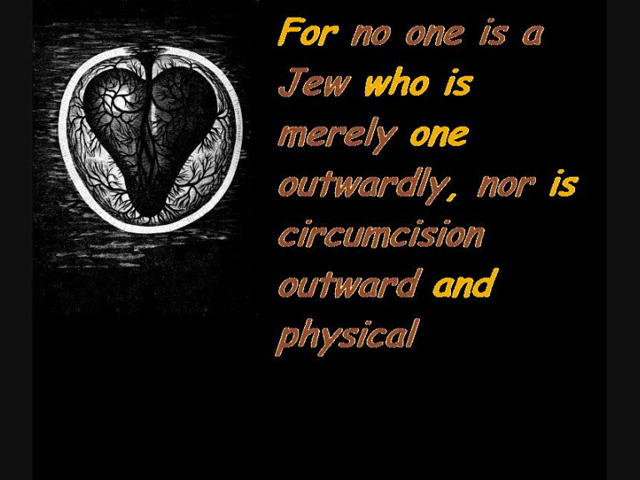 For no one is a
Jew who is
merely one
outwardly, nor is
circumcision
outward and
physical